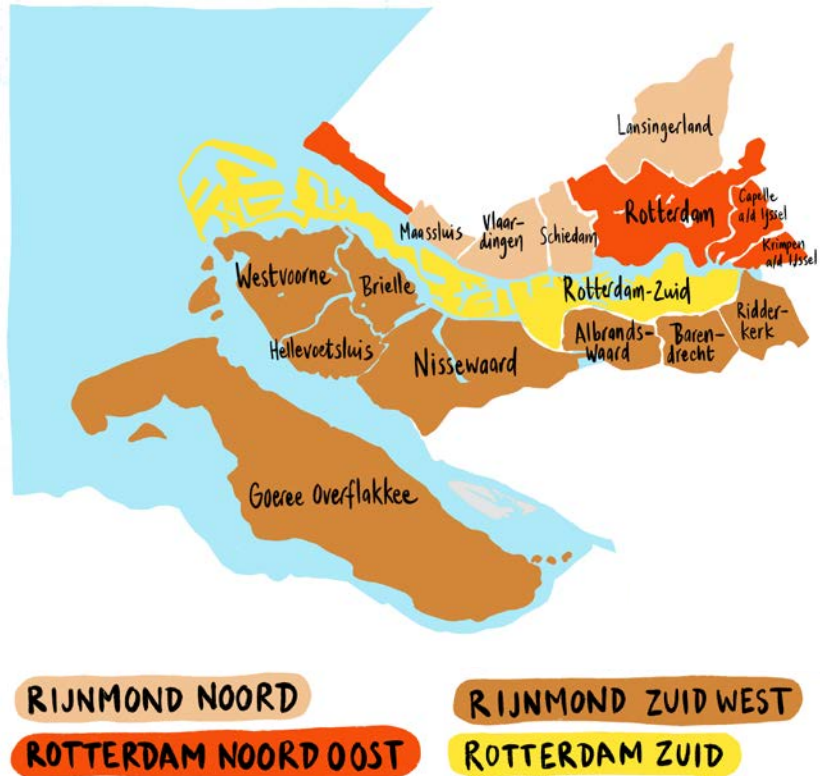 Lansingerland
Maassluis
Vlaar-
dingen
Schiedam
Rotterdam
Capelle
a/d Ijssel
Krimpen
a/d IJssel
Westvoorne
Brielle
Rotterdam-Zuid
Ridder-
kerk
Hellevoetsluis
Nissewaard
Albrands-
waard
Baren-
drecht
Goeree Overflakkee
RIJNMOND NOORD
RIJNMOND ZUID WEST
ROTTERDAM NOORD OOST
ROTTERDAM ZUID